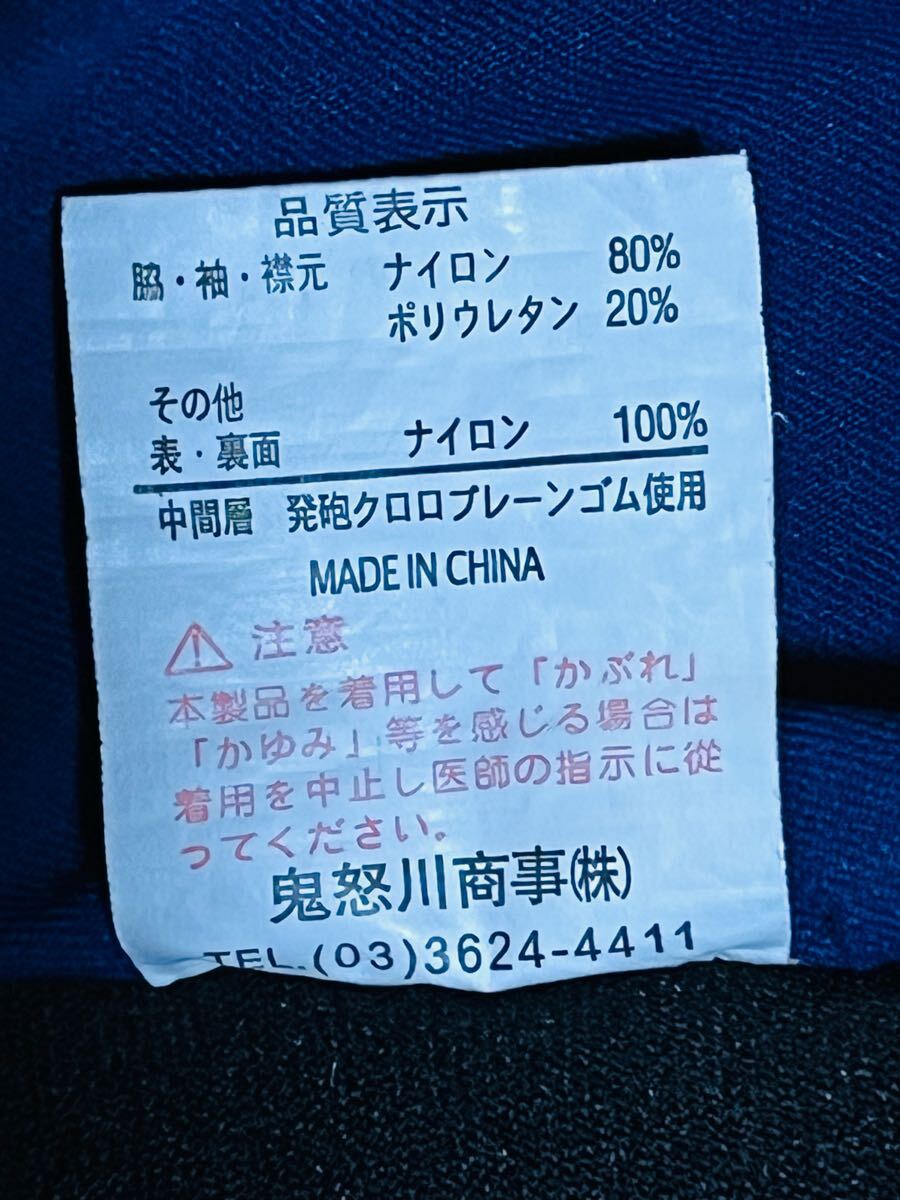 品質表示
脇・袖・襟元 ナイロン 80%
ポリウレタン 20%
その他
表・裏面 ナイロン 100%
中間層 発砲クロロプレーンゴム使用
MADE IN CHINA
⚠ 注意
本製品を着用して「かぶれ」
「かゆみ」等を感じる場合は
着用を中止し医師の指示に従
ってください。
鬼怒川商事(株)
TEL.(03)3624-4411